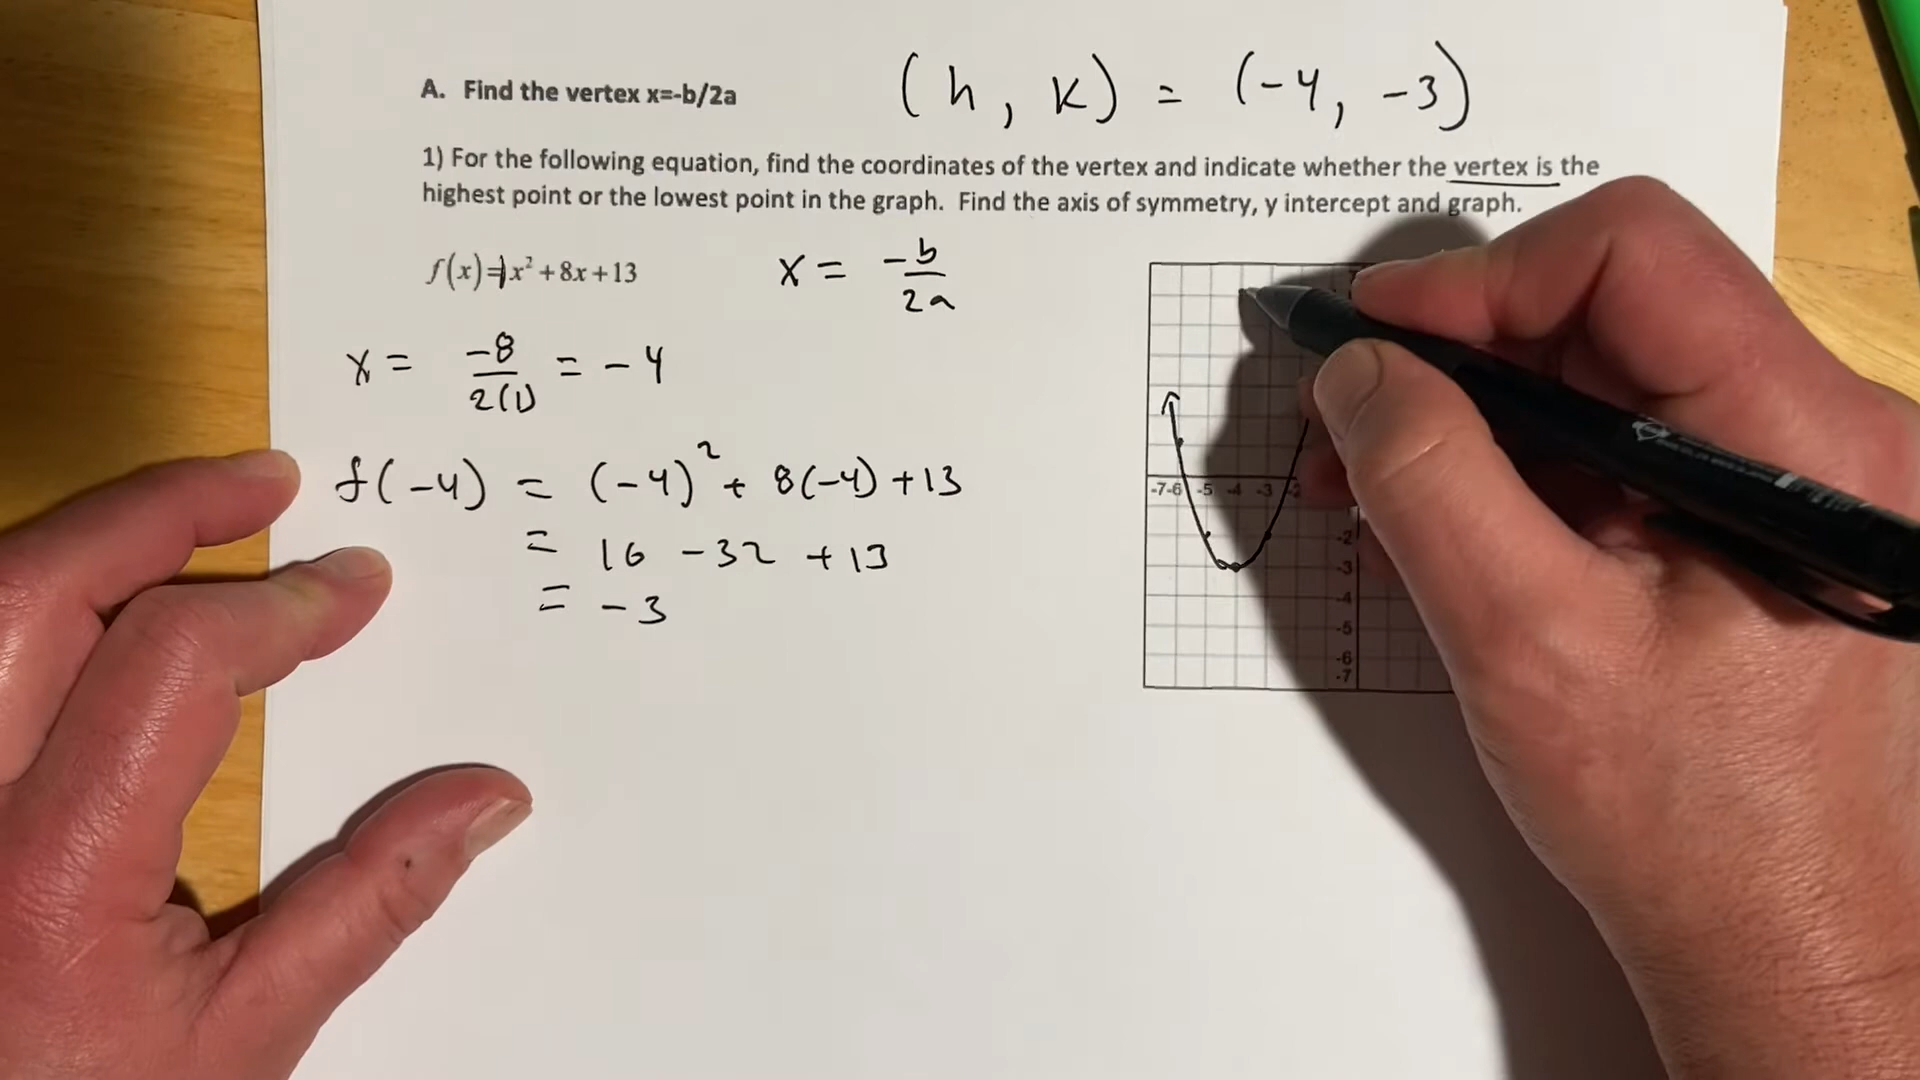 A. Find the vertex x=-b/2a
(h, k) = (-4, -3)
1) For the following equation, find the coordinates of the vertex and indicate whether the vertex is the
highest point or the lowest point in the graph. Find the axis of symmetry, y intercept and graph.
f(x)=1x²+8x+13
x = -b/2a
x = -8/2(1) = -4
f(-4) = (-4)² + 8(-4) +13
= 16 -32 +13
= -3
-7 -6 -5 -4 -3 -2
-2
-3
-4
-5
-6
-7